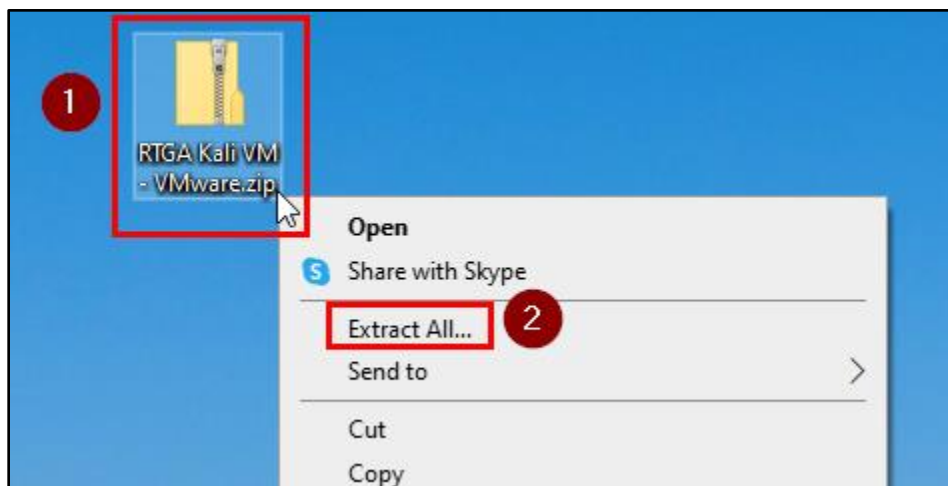 1
RTGA Kali VM
- VMware.zip
Open
S
Share with Skype
Extract All...
2
Send to
Cut
Copy